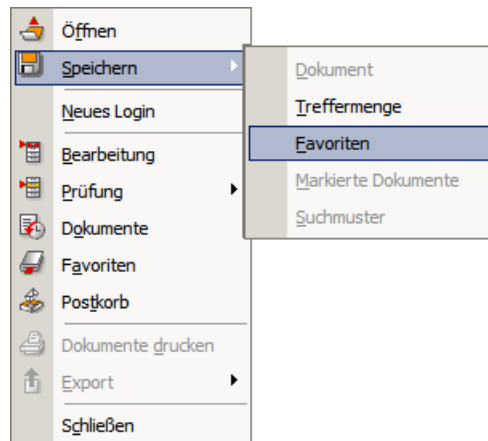 Öffnen
Speichern
Neues Login
Bearbeitung
Prüfung
Dokumente
Favoriten
Postkorb
Dokumente drucken
Export
Schließen
Dokument
Treffermenge
Favoriten
Markierte Dokumente
Suchmuster